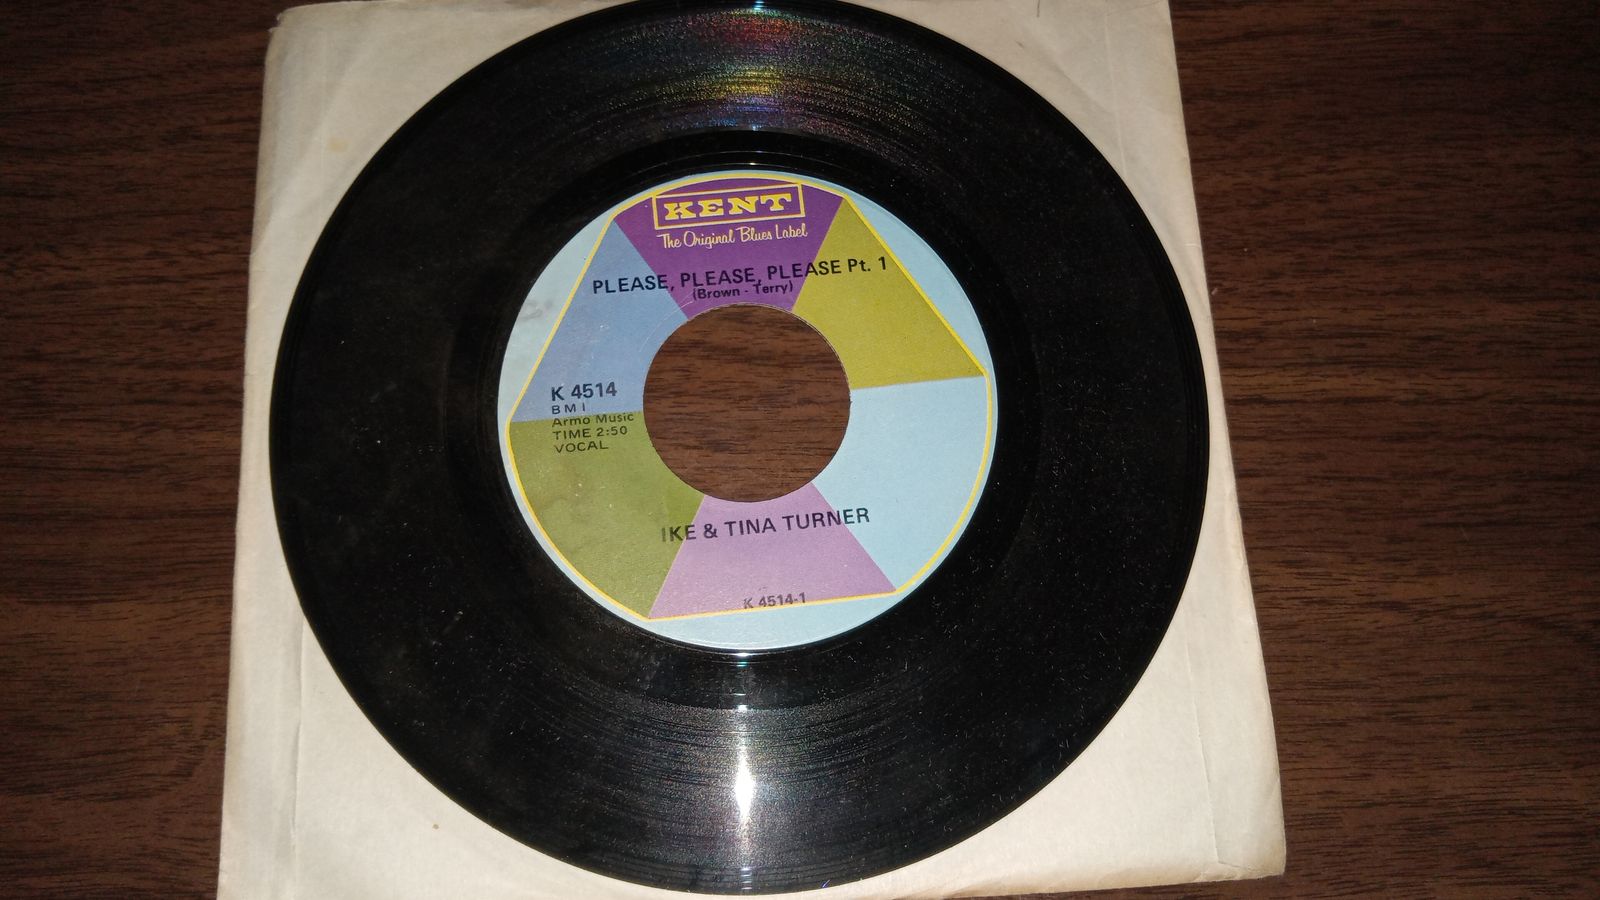 KENT
The Original Blues Label
PLEASE, PLEASE, PLEASE Pt. 1
(Brown - Terry)
K 4514
BMI
Armo Music
TIME 2:50
VOCAL
IKE & TINA TURNER
K 4514-1